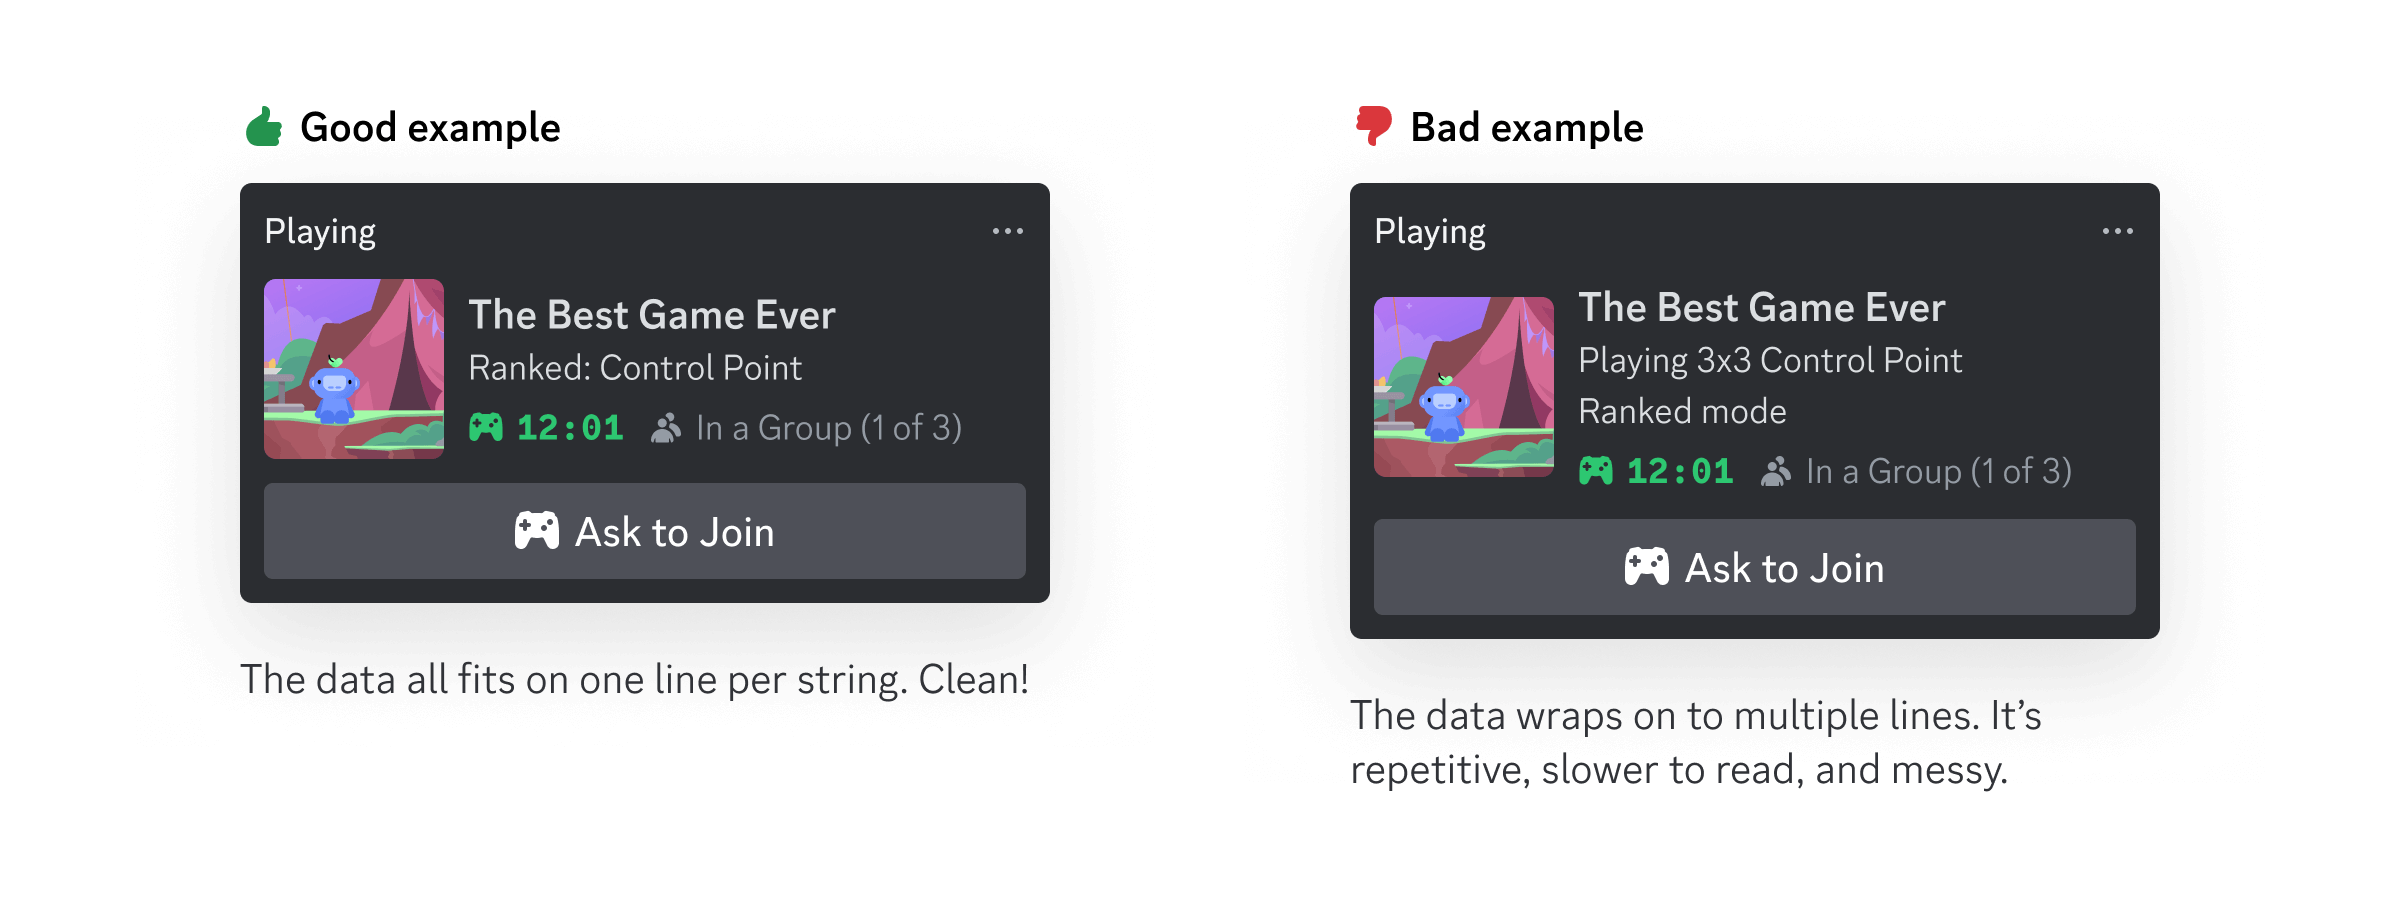 Good example
Playing
The Best Game Ever
Ranked: Control Point
12:01 In a Group (1 of 3)
Ask to Join
The data all fits on one line per string. Clean!
Bad example
Playing
The Best Game Ever
Playing 3x3 Control Point
Ranked mode
12:01 In a Group (1 of 3)
Ask to Join
The data wraps on to multiple lines. It’s
repetitive, slower to read, and messy.